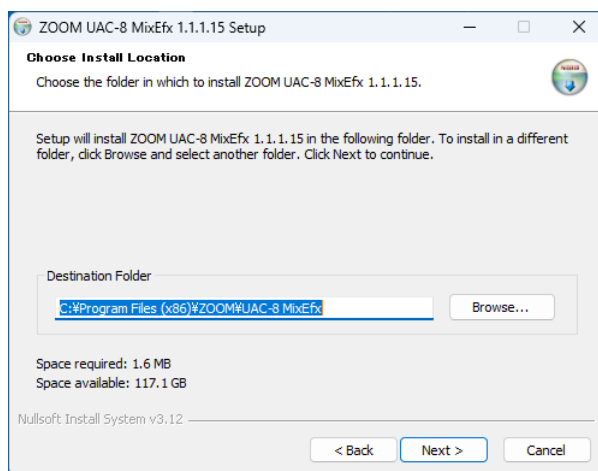 ZOOM UAC-8 MixEfx 1.1.1.15 Setup
Choose Install Location
Choose the folder in which to install ZOOM UAC-8 MixEfx 1.1.1.15.
Setup will install ZOOM UAC-8 MixEfx 1.1.1.15 in the following folder. To install in a different
folder, click Browse and select another folder. Click Next to continue.
Destination Folder
C:¥Program Files (x86)¥ZOOM¥UAC-8 MixEfx
Browse...
Space required: 1.6 MB
Space available: 117.1 GB
Nullsoft Install System v3.12
< Back
Next >
Cancel